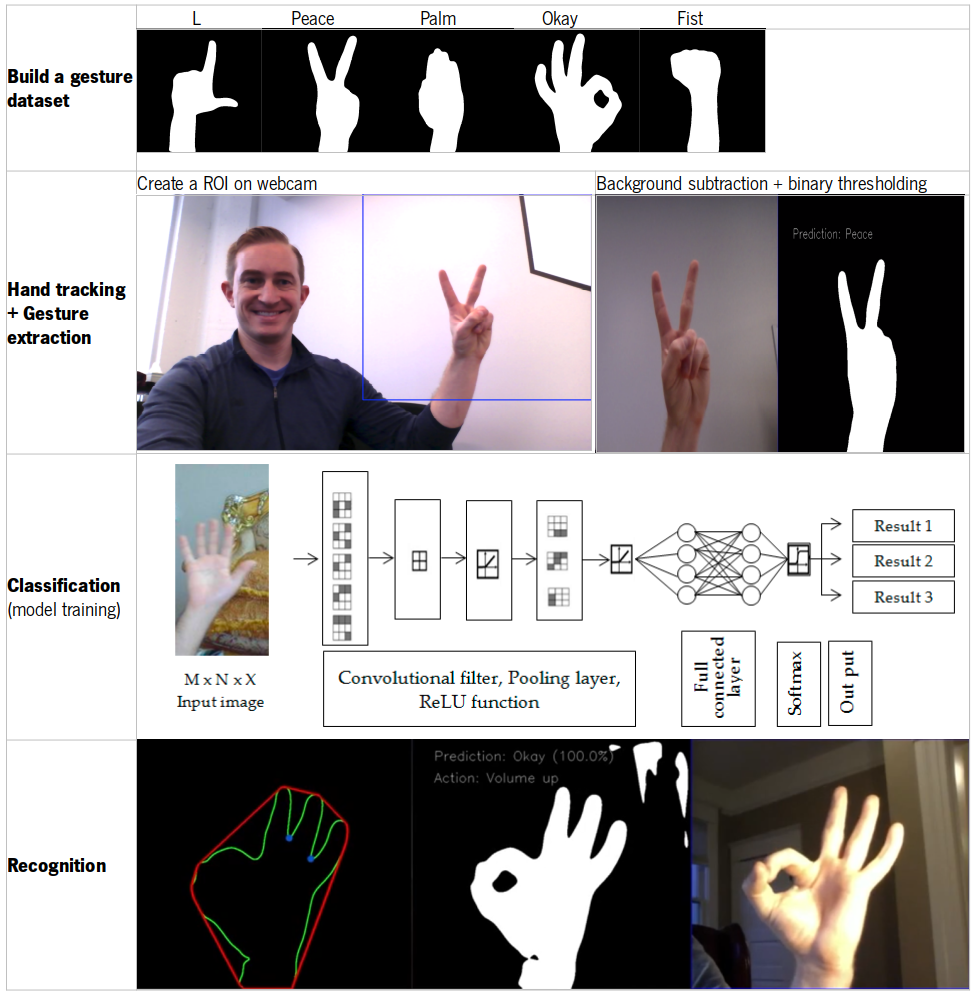 L Peace Palm Okay Fist
Build a gesture
dataset
Create a ROI on webcam
Background subtraction + binary thresholding
Prediction: Peace
Hand tracking
+ Gesture
extraction
Classification
(model training)
M x N x X
Input image
Convolutional filter, Pooling layer,
ReLU function
Full
connected
layer
Softmax
Out put
Result 1
Result 2
Result 3
Recognition
Prediction: Okay (100.0%)
Action: Volume up